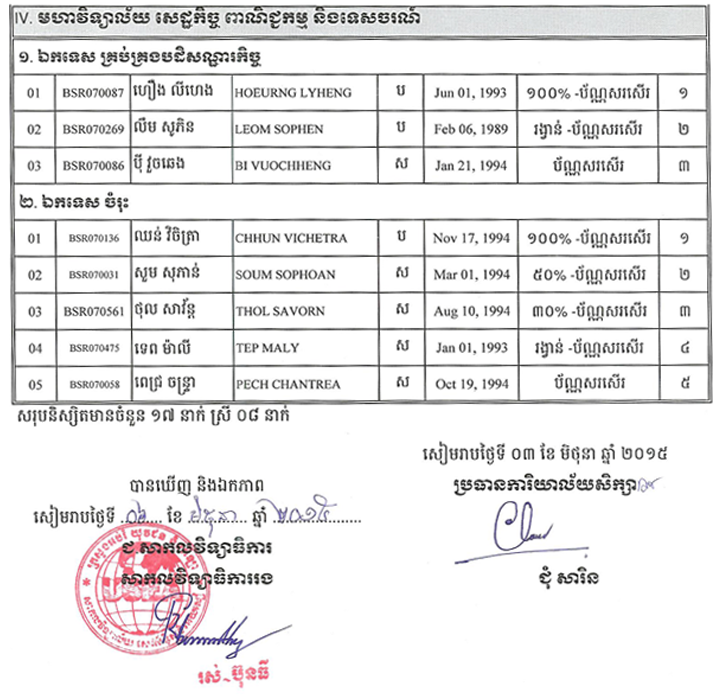 IV. មហាវិទ្យាល័យ សេដ្ឋកិច្ច ពាណិជ្ជកម្ម និងទេសចរណ៍
១. ឯកទេស គ្រប់គ្រងបដិសណ្ឋារកិច្ច
01 BSR070087 ហឿង លីហេង HOEURNG LYHENG ប Jun 01, 1993 ១០០% -ប័ណ្ណសរសើរ ១
02 BSR070269 លឹម សូភិន LEOM SOPHEN ប Feb 06, 1989 រង្វាន់ -ប័ណ្ណសរសើរ ២
03 BSR070086 ប៊ី វួចឆេង BI VUOCHHENG ស Jan 21, 1994 ប័ណ្ណសរសើរ ៣
២. ឯកទេស ចំរុះ
01 BSR070136 ឈន់ វិចិត្រា CHHUN VICHETRA ប Nov 17, 1994 ១០០% -ប័ណ្ណសរសើរ ១
02 BSR070031 សួម សុភាន់ SOUM SOPHOAN ស Mar 01, 1994 ៥០% -ប័ណ្ណសរសើរ ២
03 BSR070561 ថុល សាវ័ន្ត THOL SAVORN ស Aug 10, 1994 ៣០% -ប័ណ្ណសរសើរ ៣
04 BSR070475 ទេព ម៉ាលី TEP MALY ស Jan 01, 1993 រង្វាន់ -ប័ណ្ណសរសើរ ៤
05 BSR070058 ពេជ្រ ចន្ទ្រា PECH CHANTREA ស Oct 19, 1994 ប័ណ្ណសរសើរ ៥
សរុបនិស្សិតមានចំនួន ១៧ នាក់ ស្រី ០៨ នាក់
សៀមរាបថ្ងៃទី ០៣ ខែ មិថុនា ឆ្នាំ ២០១៥
ប្រធានការិយាល័យសិក្សា
បានឃើញ និងឯកភាព
សៀមរាបថ្ងៃទី ខែ មិថុនា ឆ្នាំ ២០១៥
ជ.សាកលវិទ្យាធិការ
សាកលវិទ្យាធិការរង
ជុំ សារិន
រស់ ប៊ុនធី